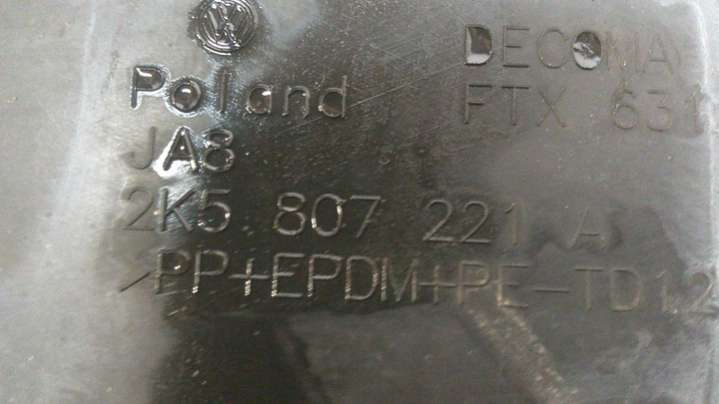 DECOMA
Poland FTX 631
JA8
2K5 807 221 A
>PP+EPDM+PE-TD12